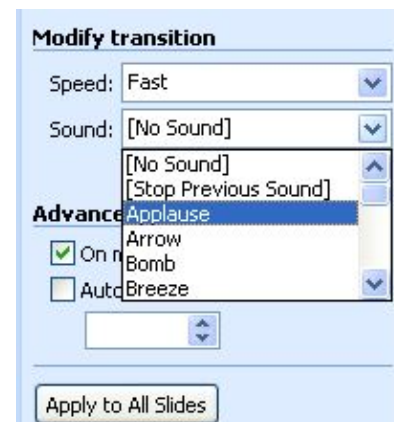 Modify transition
Speed: Fast
Sound: [No Sound]
[No Sound]
[Stop Previous Sound]
Advance Applause
Arrow
On
Bomb
Breeze
Apply to All Slides